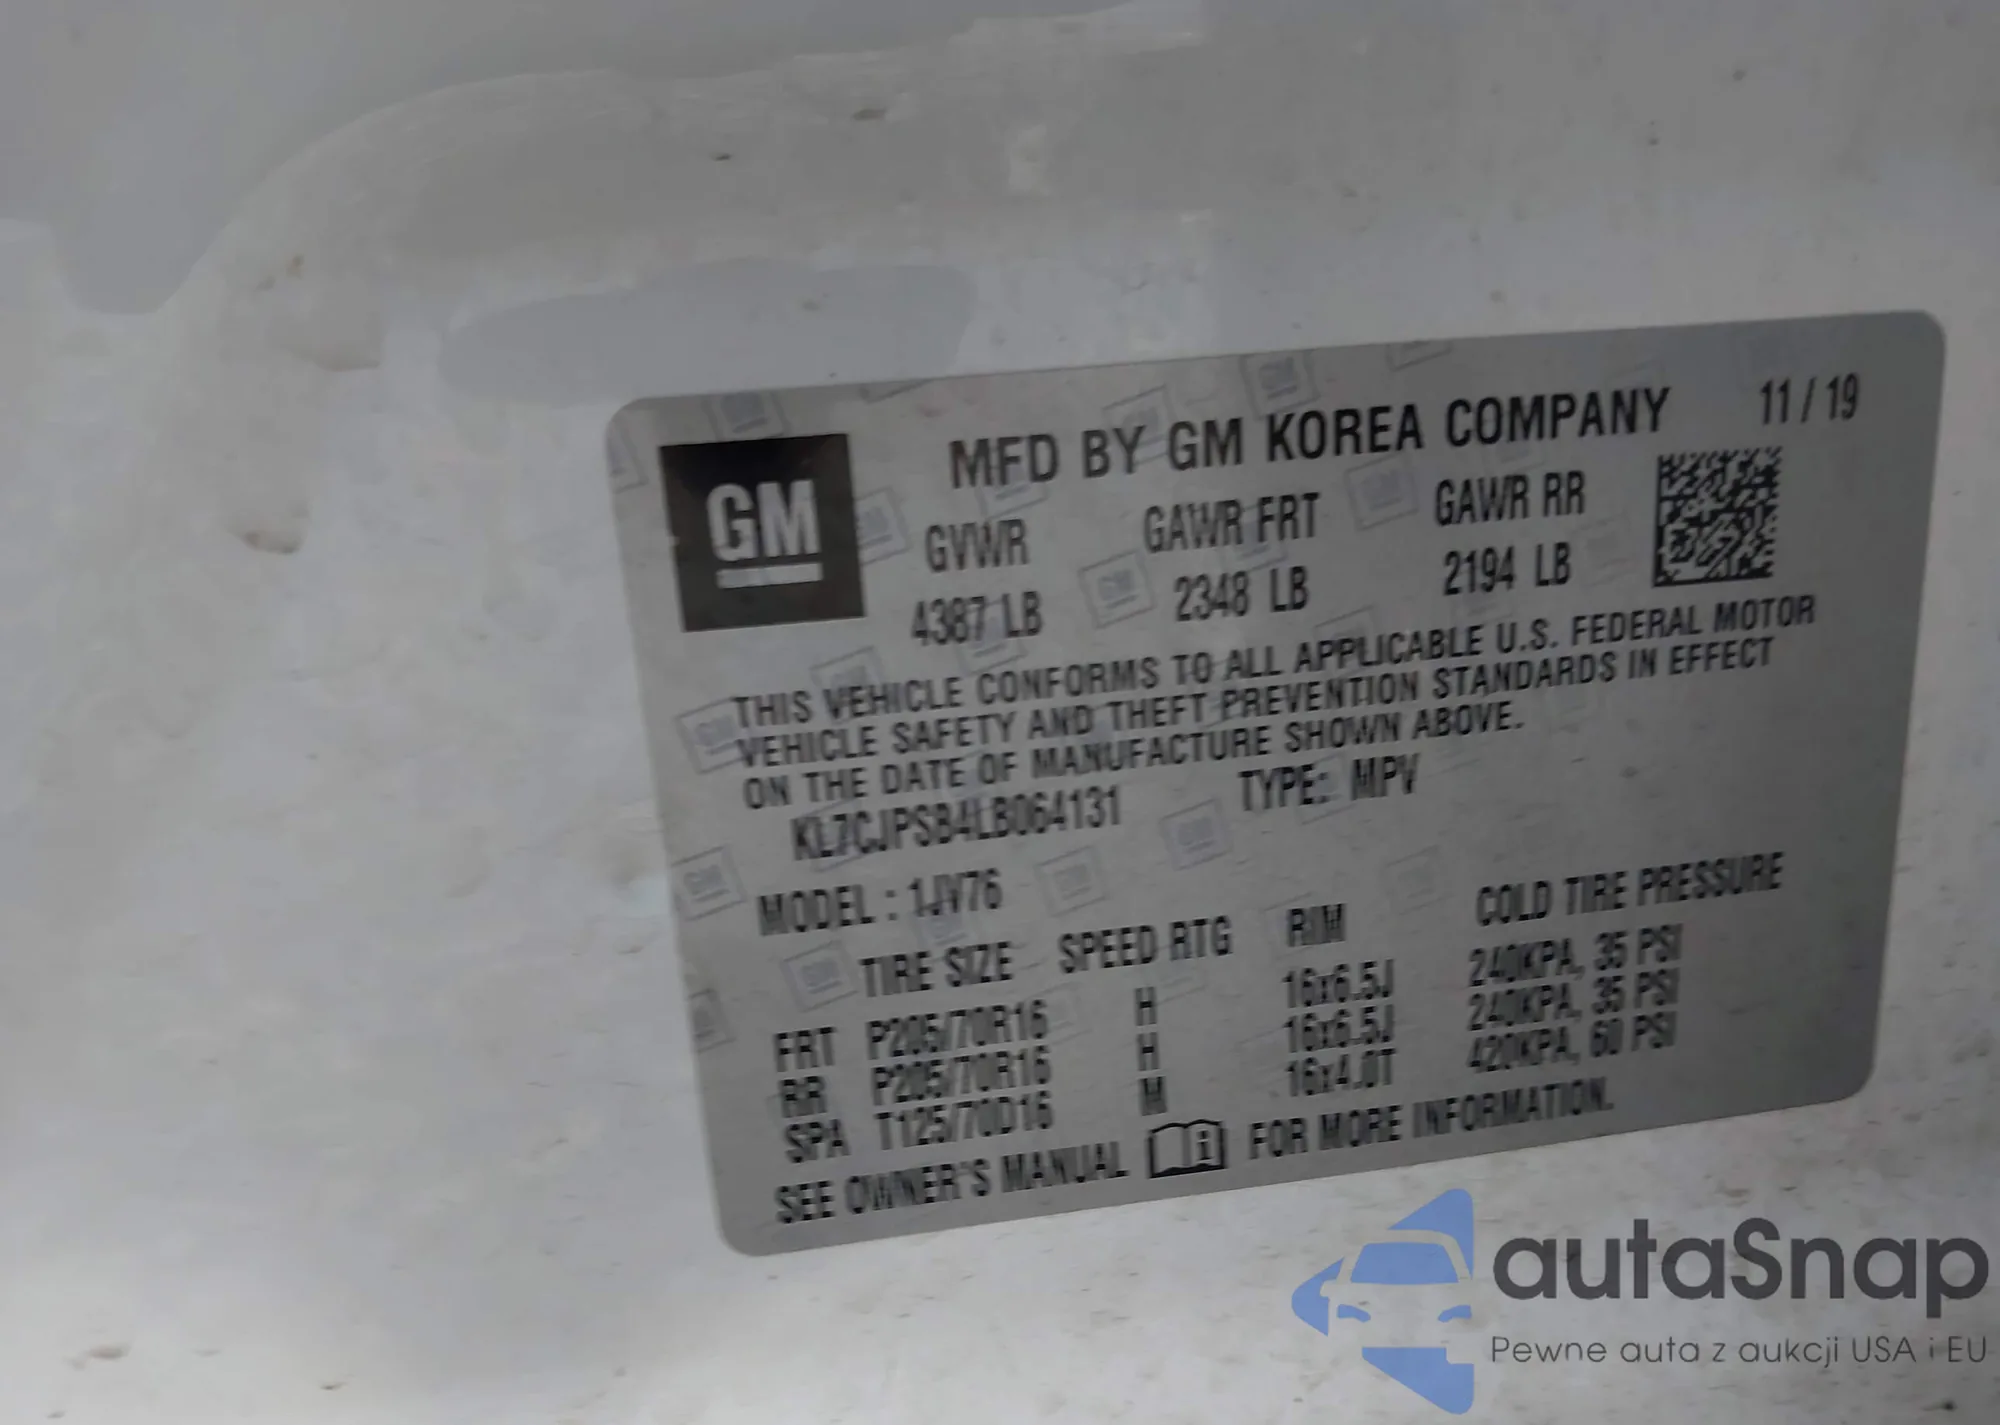 MFD BY GM KOREA COMPANY 11 / 19
GM
GVWR GAWR FRT GAWR RR
4387 LB 2348 LB 2194 LB
THIS VEHICLE CONFORMS TO ALL APPLICABLE U.S. FEDERAL MOTOR
VEHICLE SAFETY AND THEFT PREVENTION STANDARDS IN EFFECT
ON THE DATE OF MANUFACTURE SHOWN ABOVE.
KL7CJPSB4LB064131 TYPE: MPV
MODEL : 1JV76
TIRE SIZE SPEED RTG RIM COLD TIRE PRESSURE
FRT P205/70R16 H 16x6.5J 240KPA, 35 PSI
RR P205/70R16 H 16x6.5J 240KPA, 35 PSI
SPA T125/70D16 M 16x4.0T 420KPA, 60 PSI
SEE OWNER'S MANUAL FOR MORE INFORMATION.
autaSnap
Pewne auta z aukcji USA i EU